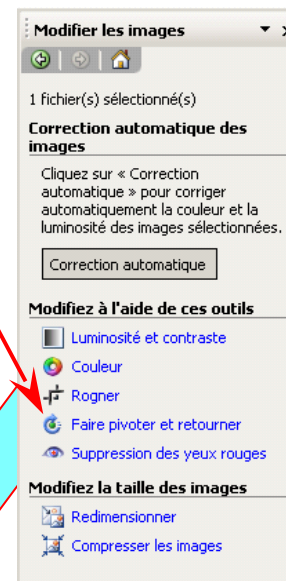 Modifier les images
1 fichier(s) sélectionné(s)
Correction automatique des
images
Cliquez sur « Correction
automatique » pour corriger
automatiquement la couleur et la
luminosité des images sélectionnées.
Correction automatique
Modifiez à l'aide de ces outils
Luminosité et contraste
Couleur
Rogner
Faire pivoter et retourner
Suppression des yeux rouges
Modifiez la taille des images
Redimensionner
Compresser les images